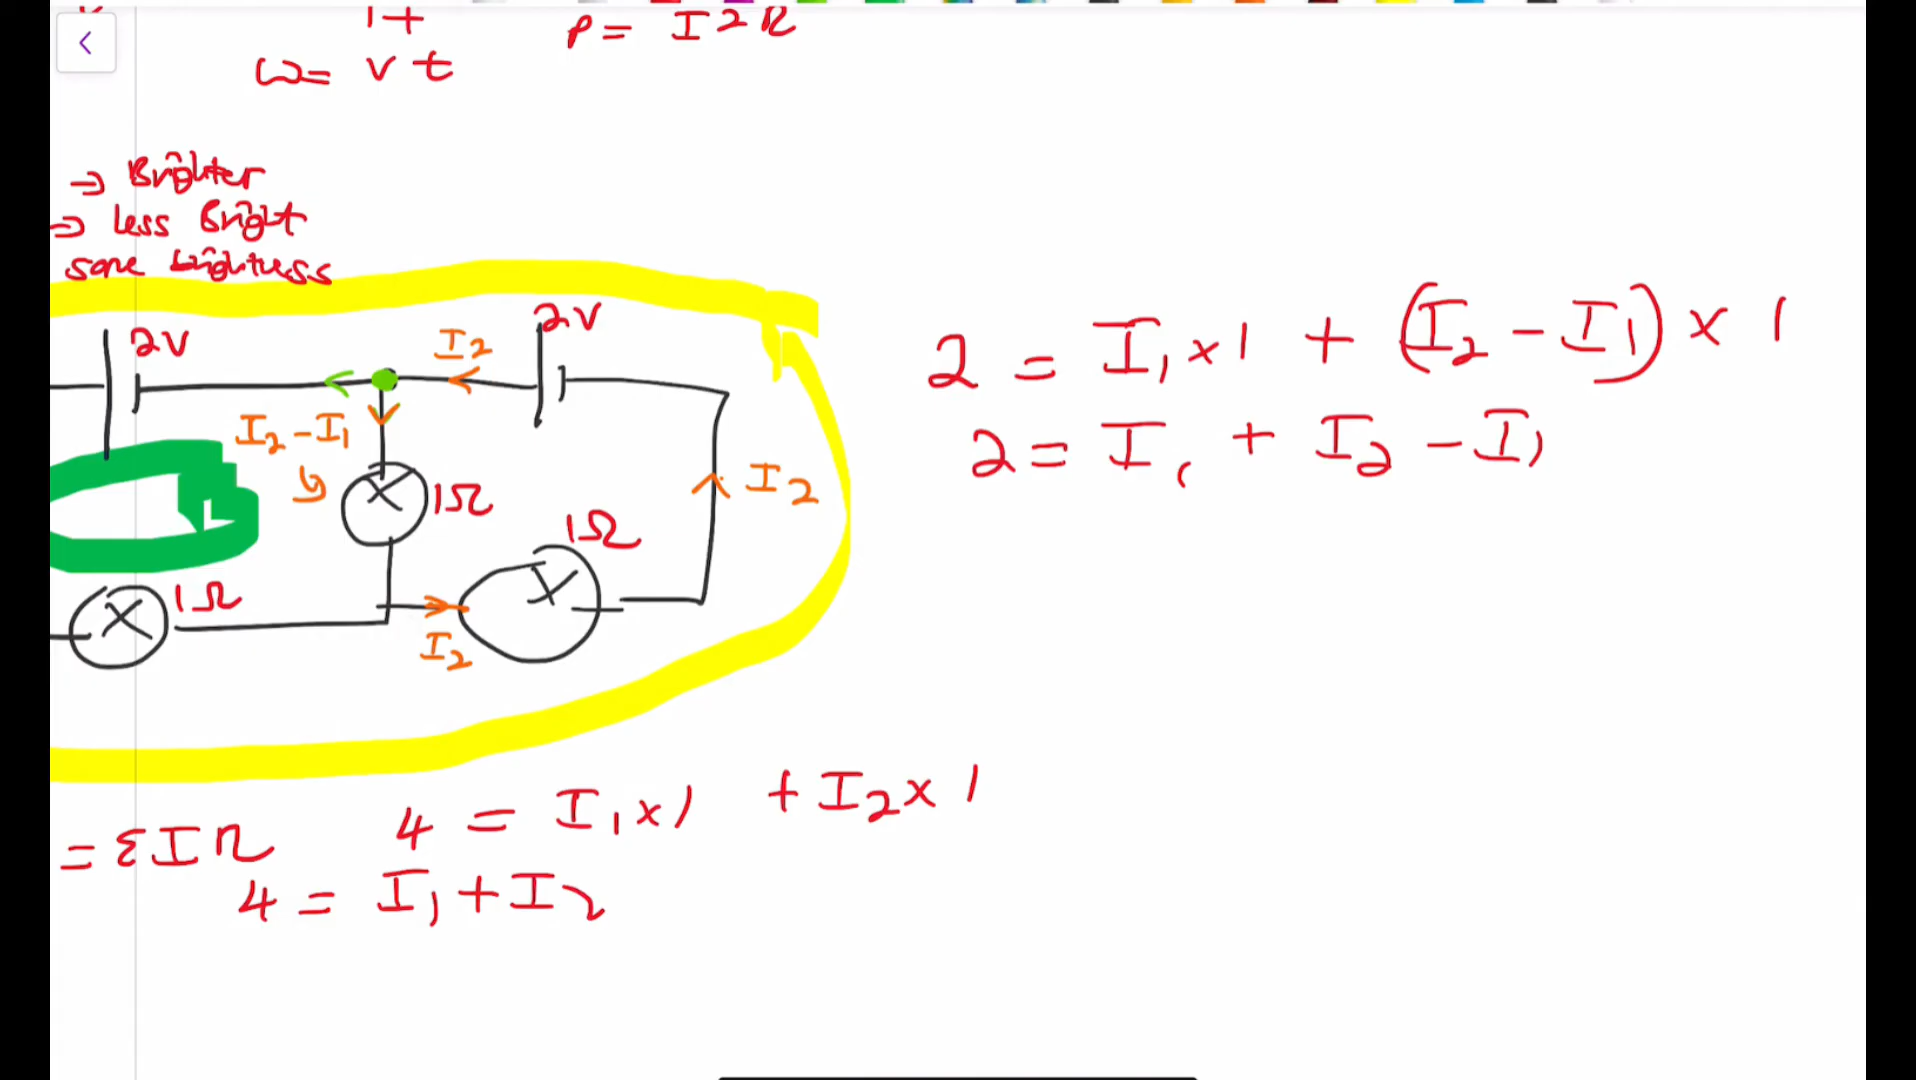 P = I2R
W = V t
→ Brighter
→ less Bright
same brightness
2V
I2
2V
I2 - I1
1Ω
I2
1Ω
L
1Ω
I2
2 = I1 x 1 + (I2 - I1) x 1
2 = I1 + I2 - I1
= ΣIR
4 = I1 x 1 + I2 x 1
4 = I1 + I2